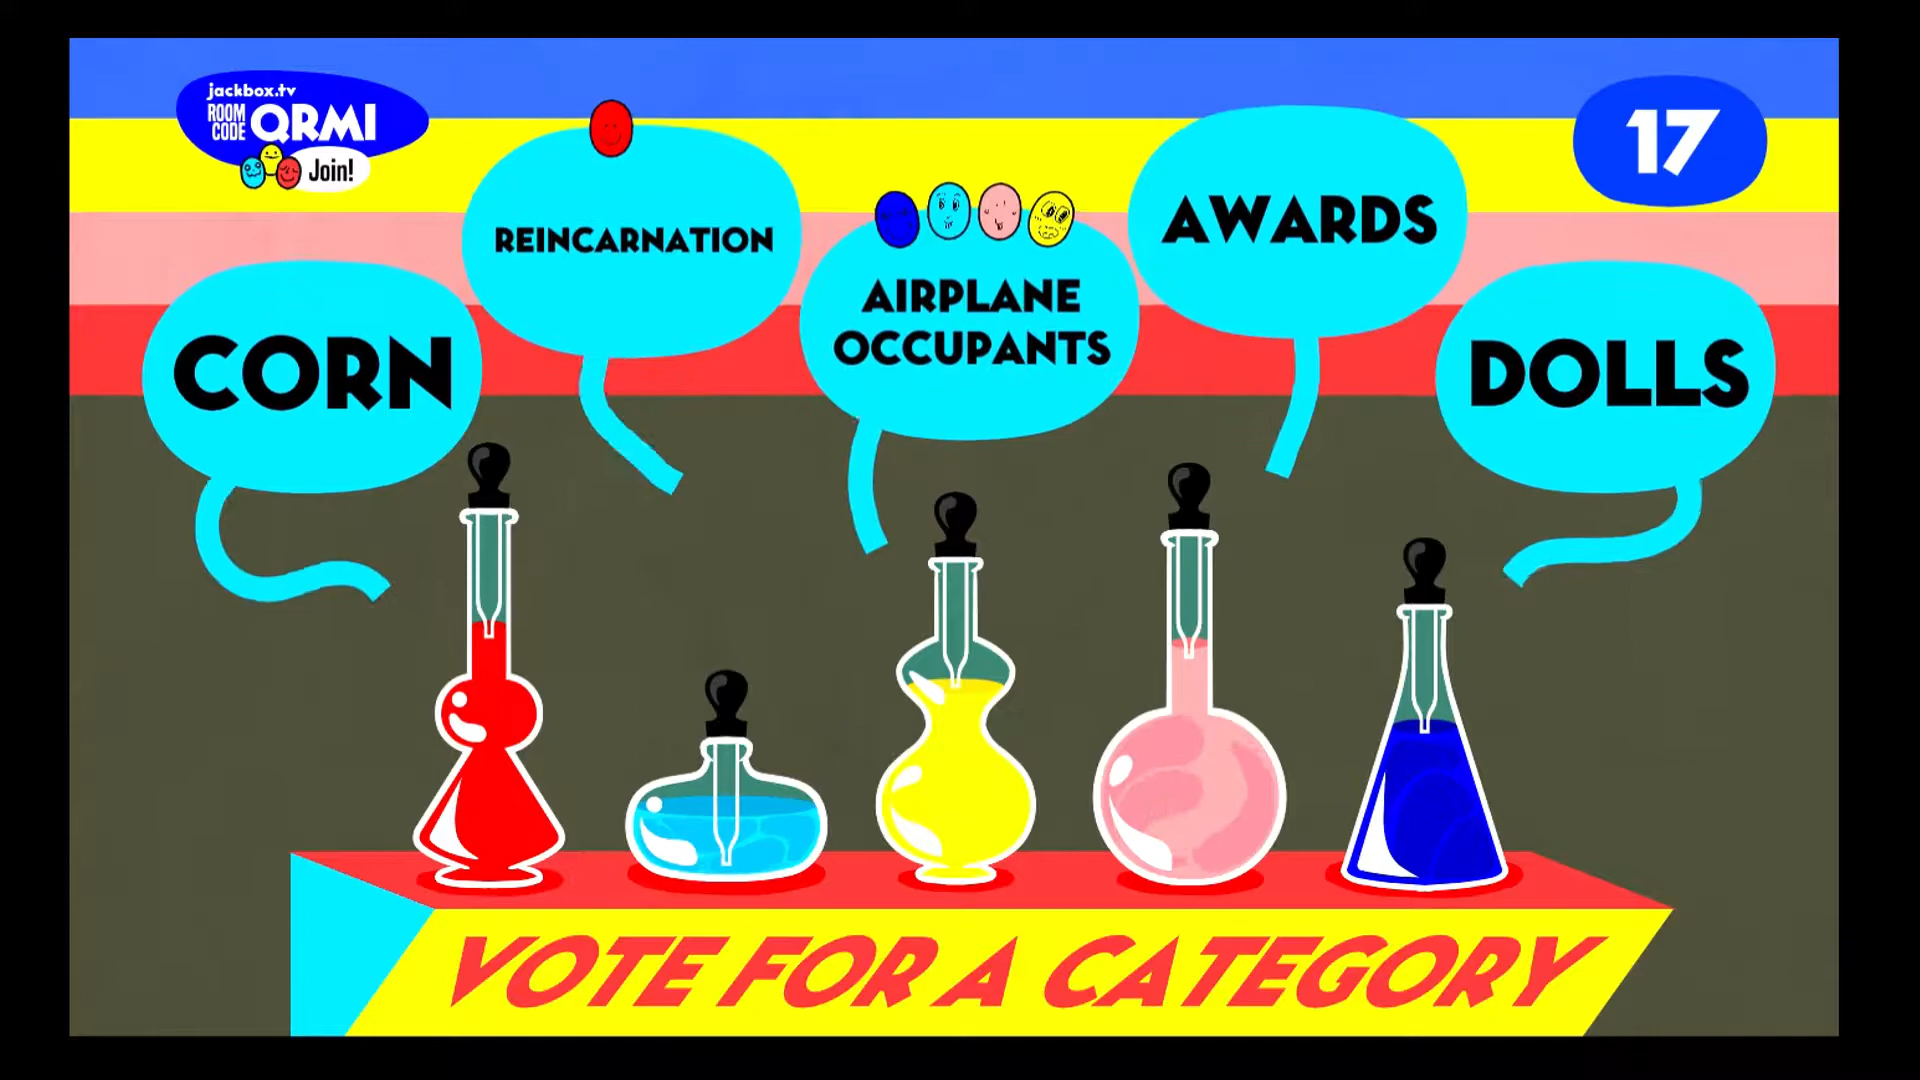 jackbox.tv
ROOM
CODE
QRMI
Join!
17
CORN
REINCARNATION
AIRPLANE
OCCUPANTS
AWARDS
DOLLS
VOTE FOR A CATEGORY